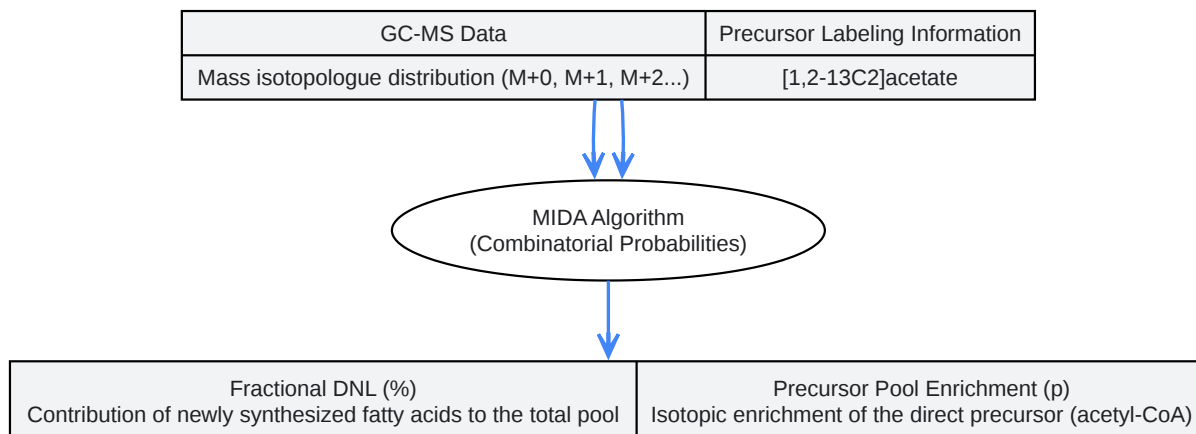 GC-MS Data
Precursor Labeling Information
Mass isotopologue distribution (M+0, M+1, M+2...)
[1,2-13C2]acetate
MIDA Algorithm
(Combinatorial Probabilities)
Fractional DNL (%)
Contribution of newly synthesized fatty acids to the total pool
Precursor Pool Enrichment (p)
Isotopic enrichment of the direct precursor (acetyl-CoA)